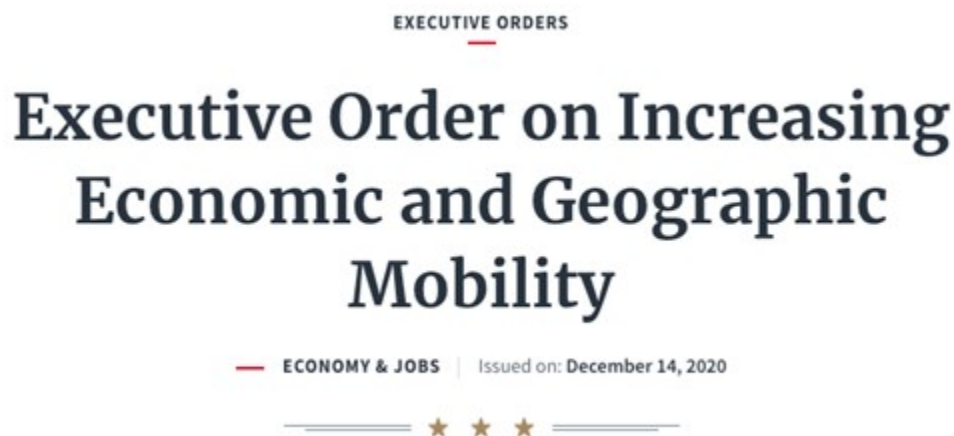 EXECUTIVE ORDERS
Executive Order on Increasing
Economic and Geographic
Mobility
ECONOMY & JOBS Issued on: December 14, 2020